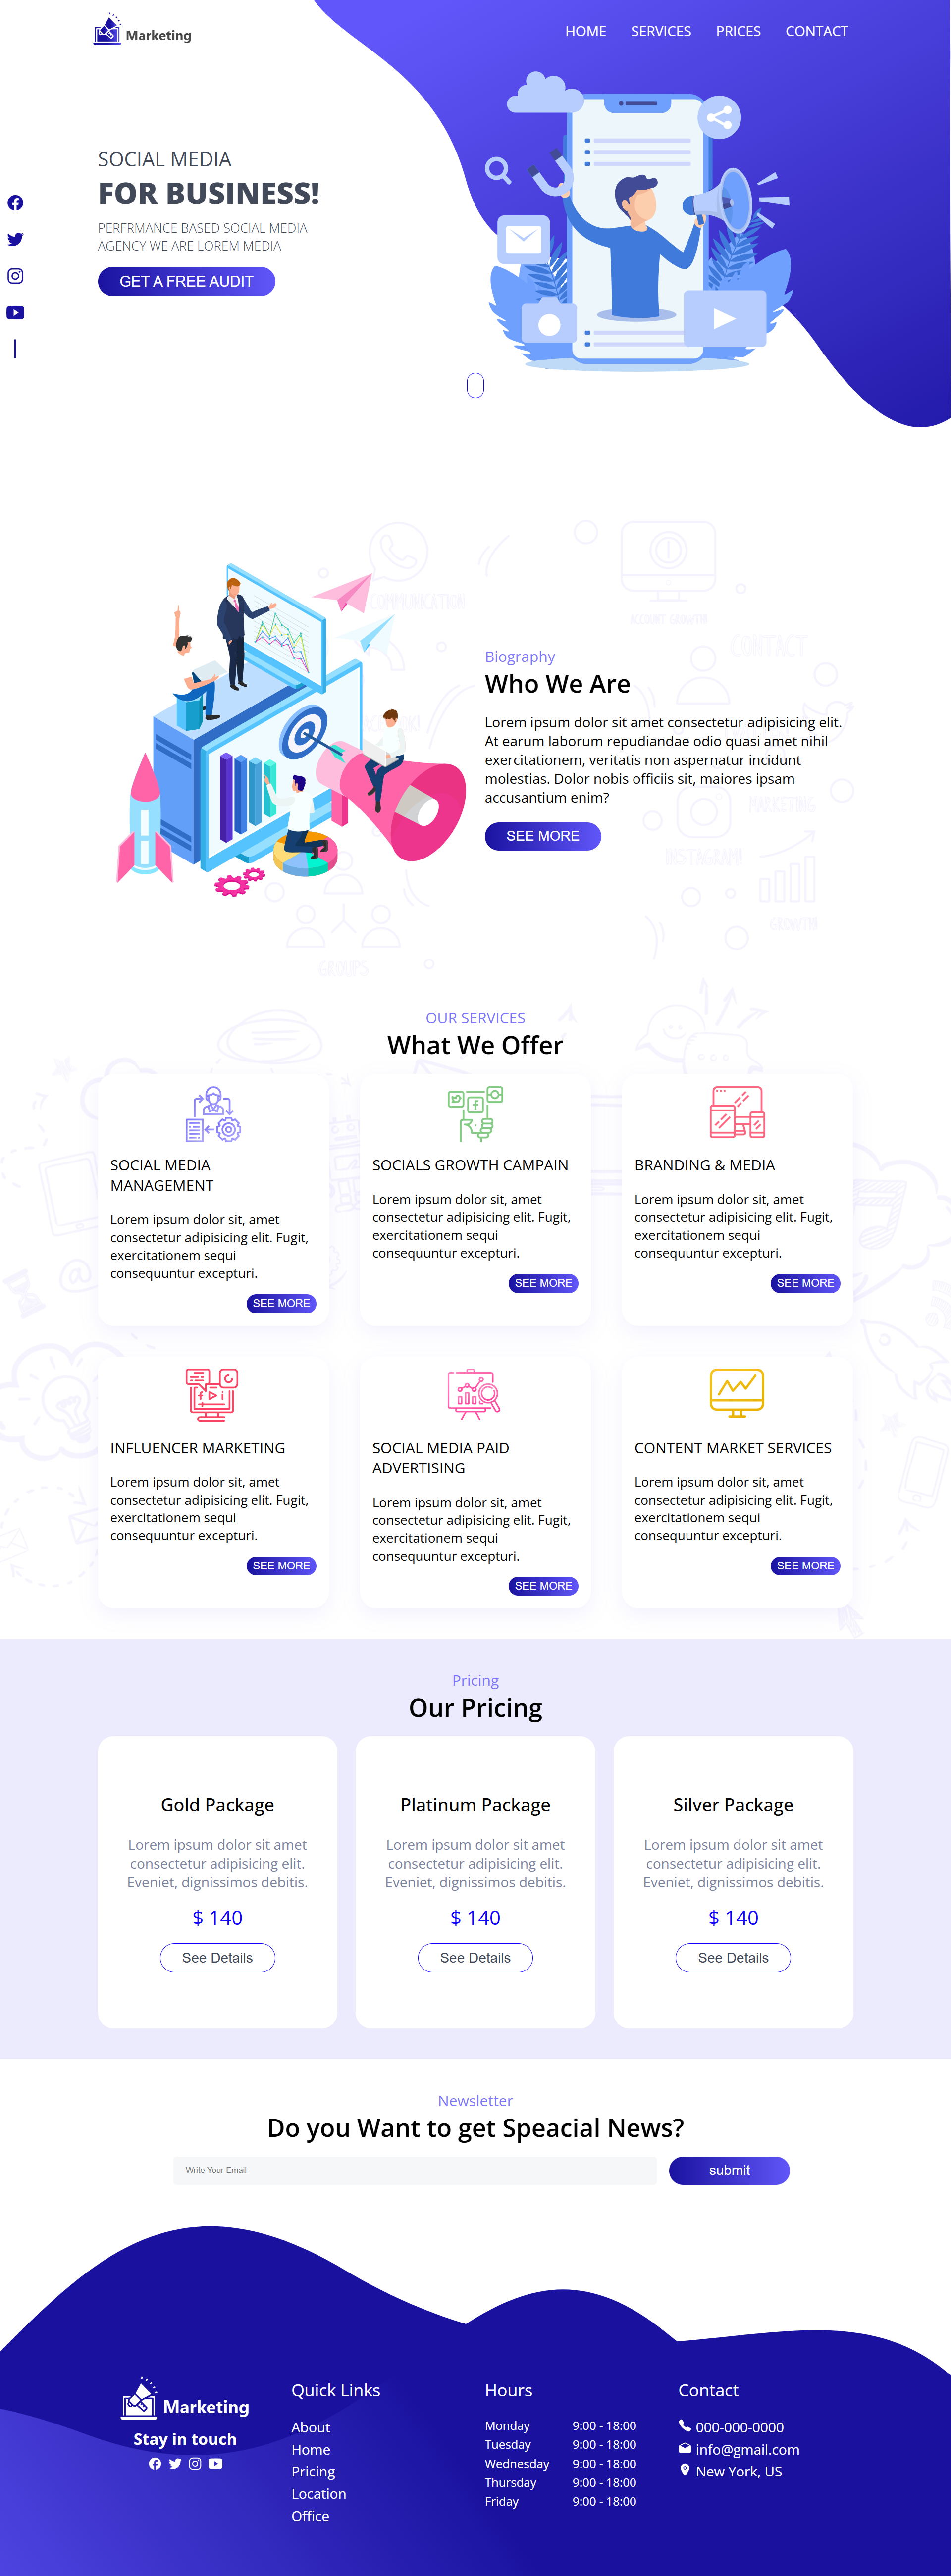 Marketing
HOME SERVICES PRICES CONTACT
SOCIAL MEDIA
FOR BUSINESS!
PERFRMANCE BASED SOCIAL MEDIA
AGENCY WE ARE LOREM MEDIA
GET A FREE AUDIT
COMMUNICATION
ACCOUNT GROWTH
CONTACT
Biography
Who We Are
Lorem ipsum dolor sit amet consectetur adipisicing elit.
At earum laborum repudiandae odio quasi amet nihil
exercitationem, veritatis non aspernatur incidunt
molestias. Dolor nobis officiis sit, maiores ipsam
accusantium enim?
MARKETING
SEE MORE
INSTAGRAM
GROWTH
GROUPS
OUR SERVICES
What We Offer
SOCIAL MEDIA
MANAGEMENT
Lorem ipsum dolor sit, amet
consectetur adipisicing elit. Fugit,
exercitationem sequi
consequuntur excepturi.
SEE MORE
SOCIALS GROWTH CAMPAIN
Lorem ipsum dolor sit, amet
consectetur adipisicing elit. Fugit,
exercitationem sequi
consequuntur excepturi.
SEE MORE
BRANDING & MEDIA
Lorem ipsum dolor sit, amet
consectetur adipisicing elit. Fugit,
exercitationem sequi
consequuntur excepturi.
SEE MORE
INFLUENCER MARKETING
Lorem ipsum dolor sit, amet
consectetur adipisicing elit. Fugit,
exercitationem sequi
consequuntur excepturi.
SEE MORE
SOCIAL MEDIA PAID
ADVERTISING
Lorem ipsum dolor sit, amet
consectetur adipisicing elit. Fugit,
exercitationem sequi
consequuntur excepturi.
SEE MORE
CONTENT MARKET SERVICES
Lorem ipsum dolor sit, amet
consectetur adipisicing elit. Fugit,
exercitationem sequi
consequuntur excepturi.
SEE MORE
Pricing
Our Pricing
Gold Package
Lorem ipsum dolor sit amet
consectetur adipisicing elit.
Eveniet, dignissimos debitis.
$ 140
See Details
Platinum Package
Lorem ipsum dolor sit amet
consectetur adipisicing elit.
Eveniet, dignissimos debitis.
$ 140
See Details
Silver Package
Lorem ipsum dolor sit amet
consectetur adipisicing elit.
Eveniet, dignissimos debitis.
$ 140
See Details
Newsletter
Do you Want to get Speacial News?
Write Your Email
submit
Marketing
Stay in touch
Quick Links
About
Home
Pricing
Location
Office
Hours
Monday 9:00 - 18:00
Tuesday 9:00 - 18:00
Wednesday 9:00 - 18:00
Thursday 9:00 - 18:00
Friday 9:00 - 18:00
Contact
000-000-0000
info@gmail.com
New York, US